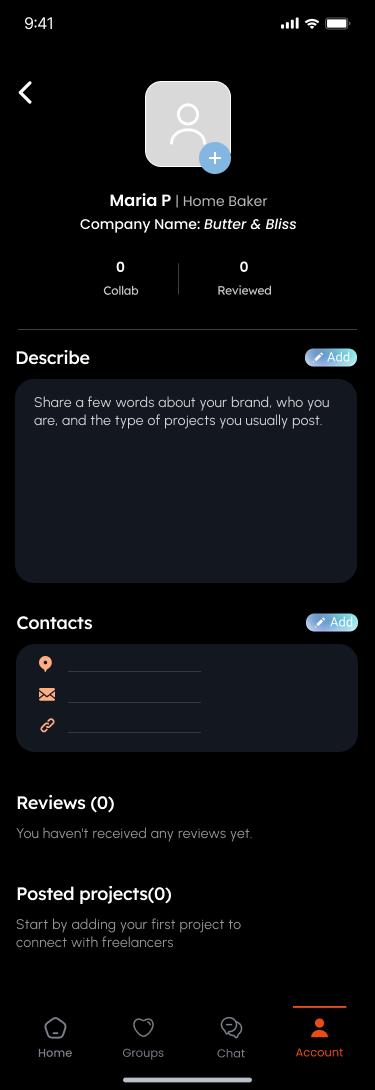 9:41
Maria P | Home Baker
Company Name: Butter & Bliss
0 0
Collab Reviewed
Describe Add
Share a few words about your brand, who you
are, and the type of projects you usually post.
Contacts Add
Reviews (0)
You haven't received any reviews yet.
Posted projects(0)
Start by adding your first project to
connect with freelancers
Home Groups Chat Account